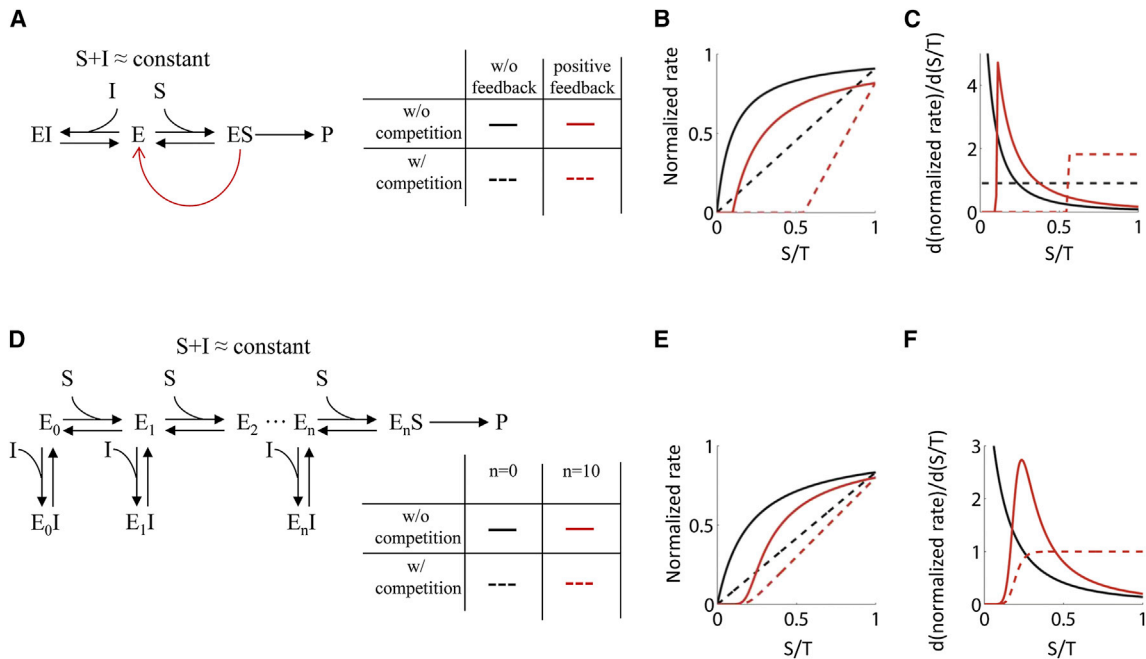 A
S+I ≈ constant
I S
EI E ES P
w/o feedback positive feedback
w/o competition
w/ competition
B
Normalized rate
1
0.5
0
0 0.5 1
S/T
C
d(normalized rate)/d(S/T)
4
2
0
0 0.5 1
S/T
D
S+I ≈ constant
S S S
E0 E1 E2 ··· En EnS P
I I I
E0I E1I EnI
n=0 n=10
w/o competition
w/ competition
E
Normalized rate
1
0.5
0
0 0.5 1
S/T
F
d(normalized rate)/d(S/T)
3
2
1
0
0 0.5 1
S/T